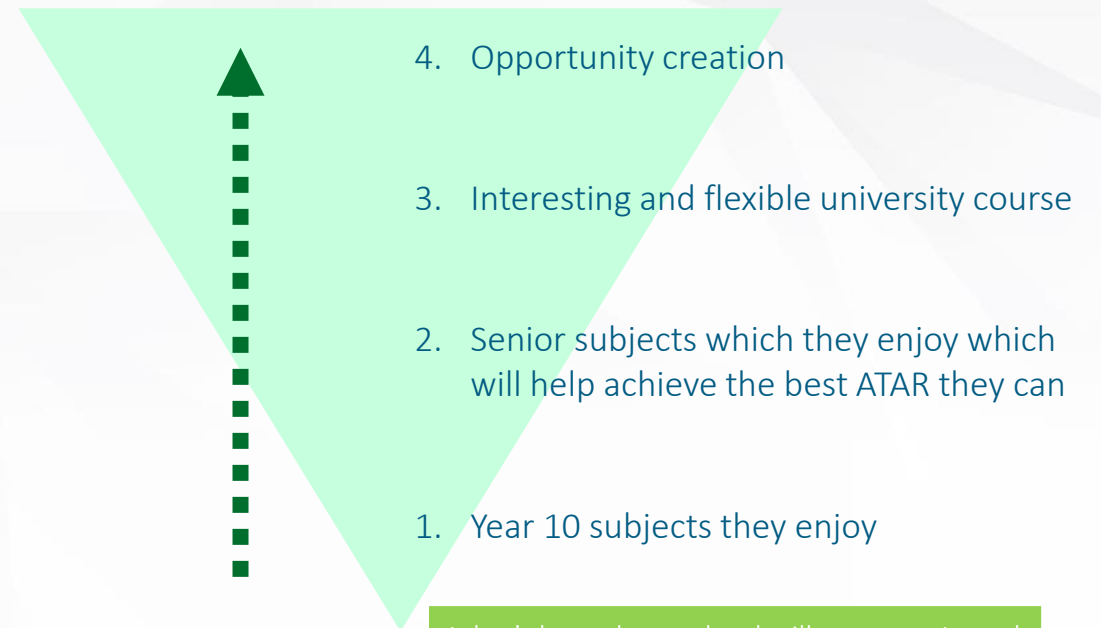 4. Opportunity creation
3. Interesting and flexible university course
2. Senior subjects which they enjoy which
will help achieve the best ATAR they can
1. Year 10 subjects they enjoy